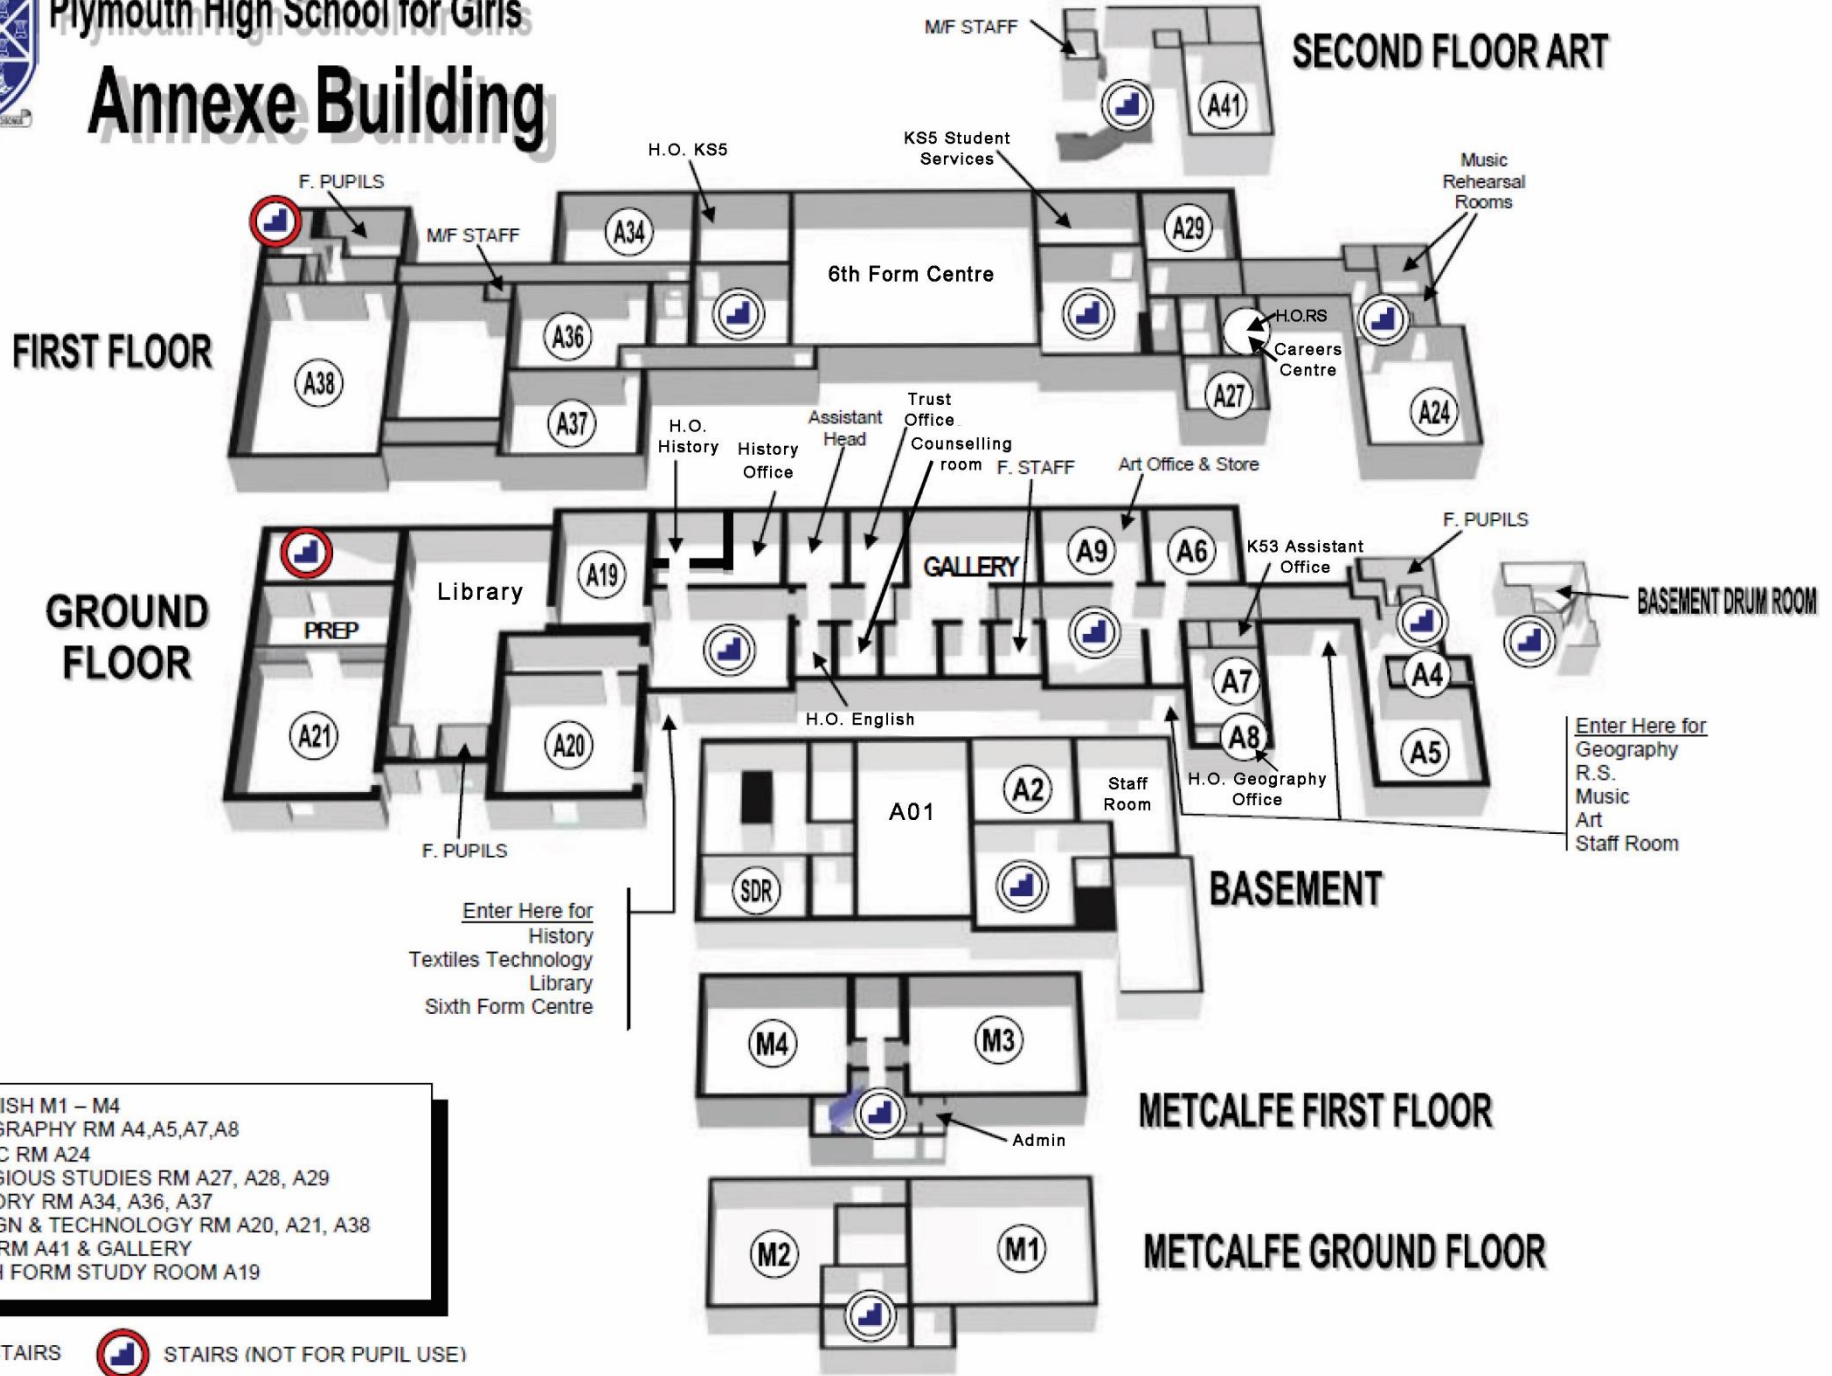 Plymouth High School for Girls
Annexe Building
M/F STAFF
SECOND FLOOR ART
A41
H.O. KS5
KS5 Student
Services
Music
Rehearsal
Rooms
F. PUPILS
M/F STAFF
A34
6th Form Centre
A29
FIRST FLOOR
A38
A36
A37
H.O.RS
Careers
Centre
A27
A24
H.O.
History
History
Office
Assistant
Head
Trust
Office
Counselling
room
F. STAFF
Art Office & Store
F. PUPILS
K53 Assistant
Office
GROUND
FLOOR
PREP
Library
A19
GALLERY
A9
A6
A7
A8
A4
A5
A21
A20
F. PUPILS
H.O. English
H.O. Geography
Office
BASEMENT DRUM ROOM
Enter Here for
Geography
R.S.
Music
Art
Staff Room
A01
A2
Staff
Room
SDR
BASEMENT
Enter Here for
History
Textiles Technology
Library
Sixth Form Centre
M4
M3
Admin
METCALFE FIRST FLOOR
M2
M1
METCALFE GROUND FLOOR
ISH M1 – M4
GRAPHY RM A4,A5,A7,A8
C RM A24
GIOUS STUDIES RM A27, A28, A29
ORY RM A34, A36, A37
GN & TECHNOLOGY RM A20, A21, A38
RM A41 & GALLERY
H FORM STUDY ROOM A19
TAIRS
STAIRS (NOT FOR PUPIL USE)